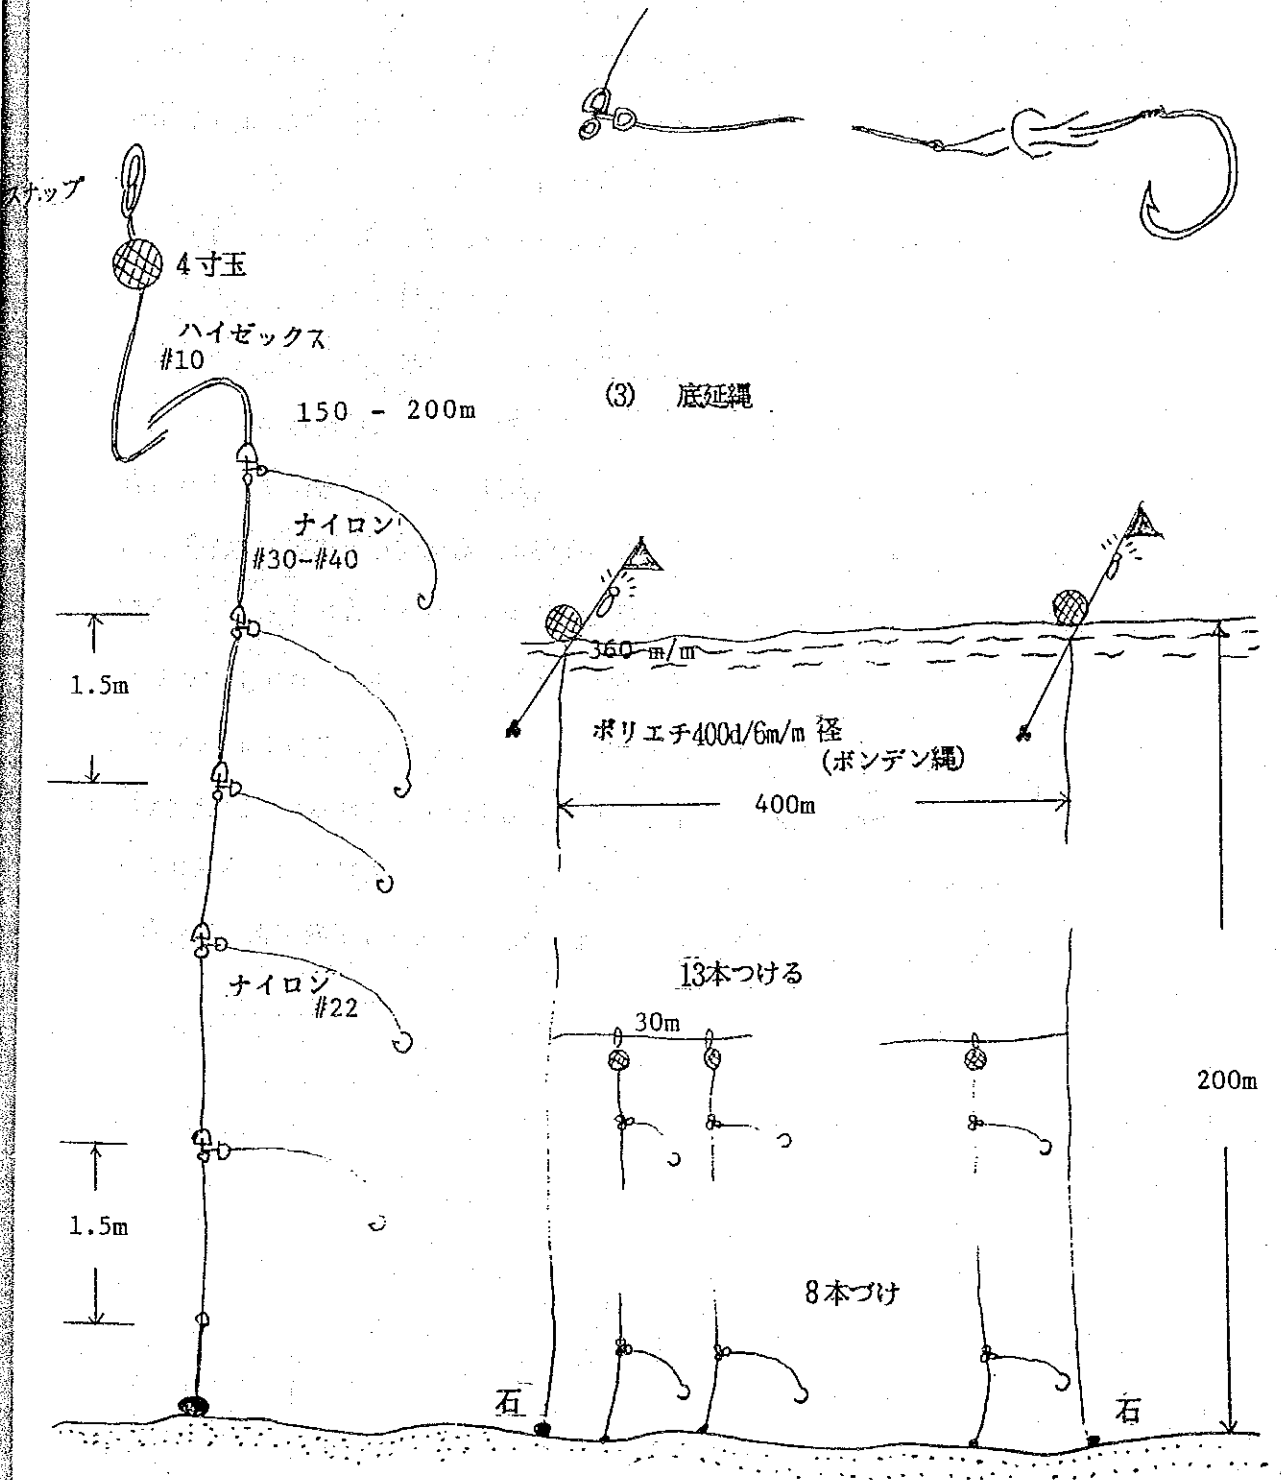 スナップ
4寸玉
ハイゼックス
#10
150 - 200m
(3) 底延縄
ナイロン
#30-#40
1.5m
360 m/m
ポリエチ400d/6m/m 径
(ボンデン縄)
400m
ナイロン
#22
13本つける
30m
200m
1.5m
8本づけ
石
石